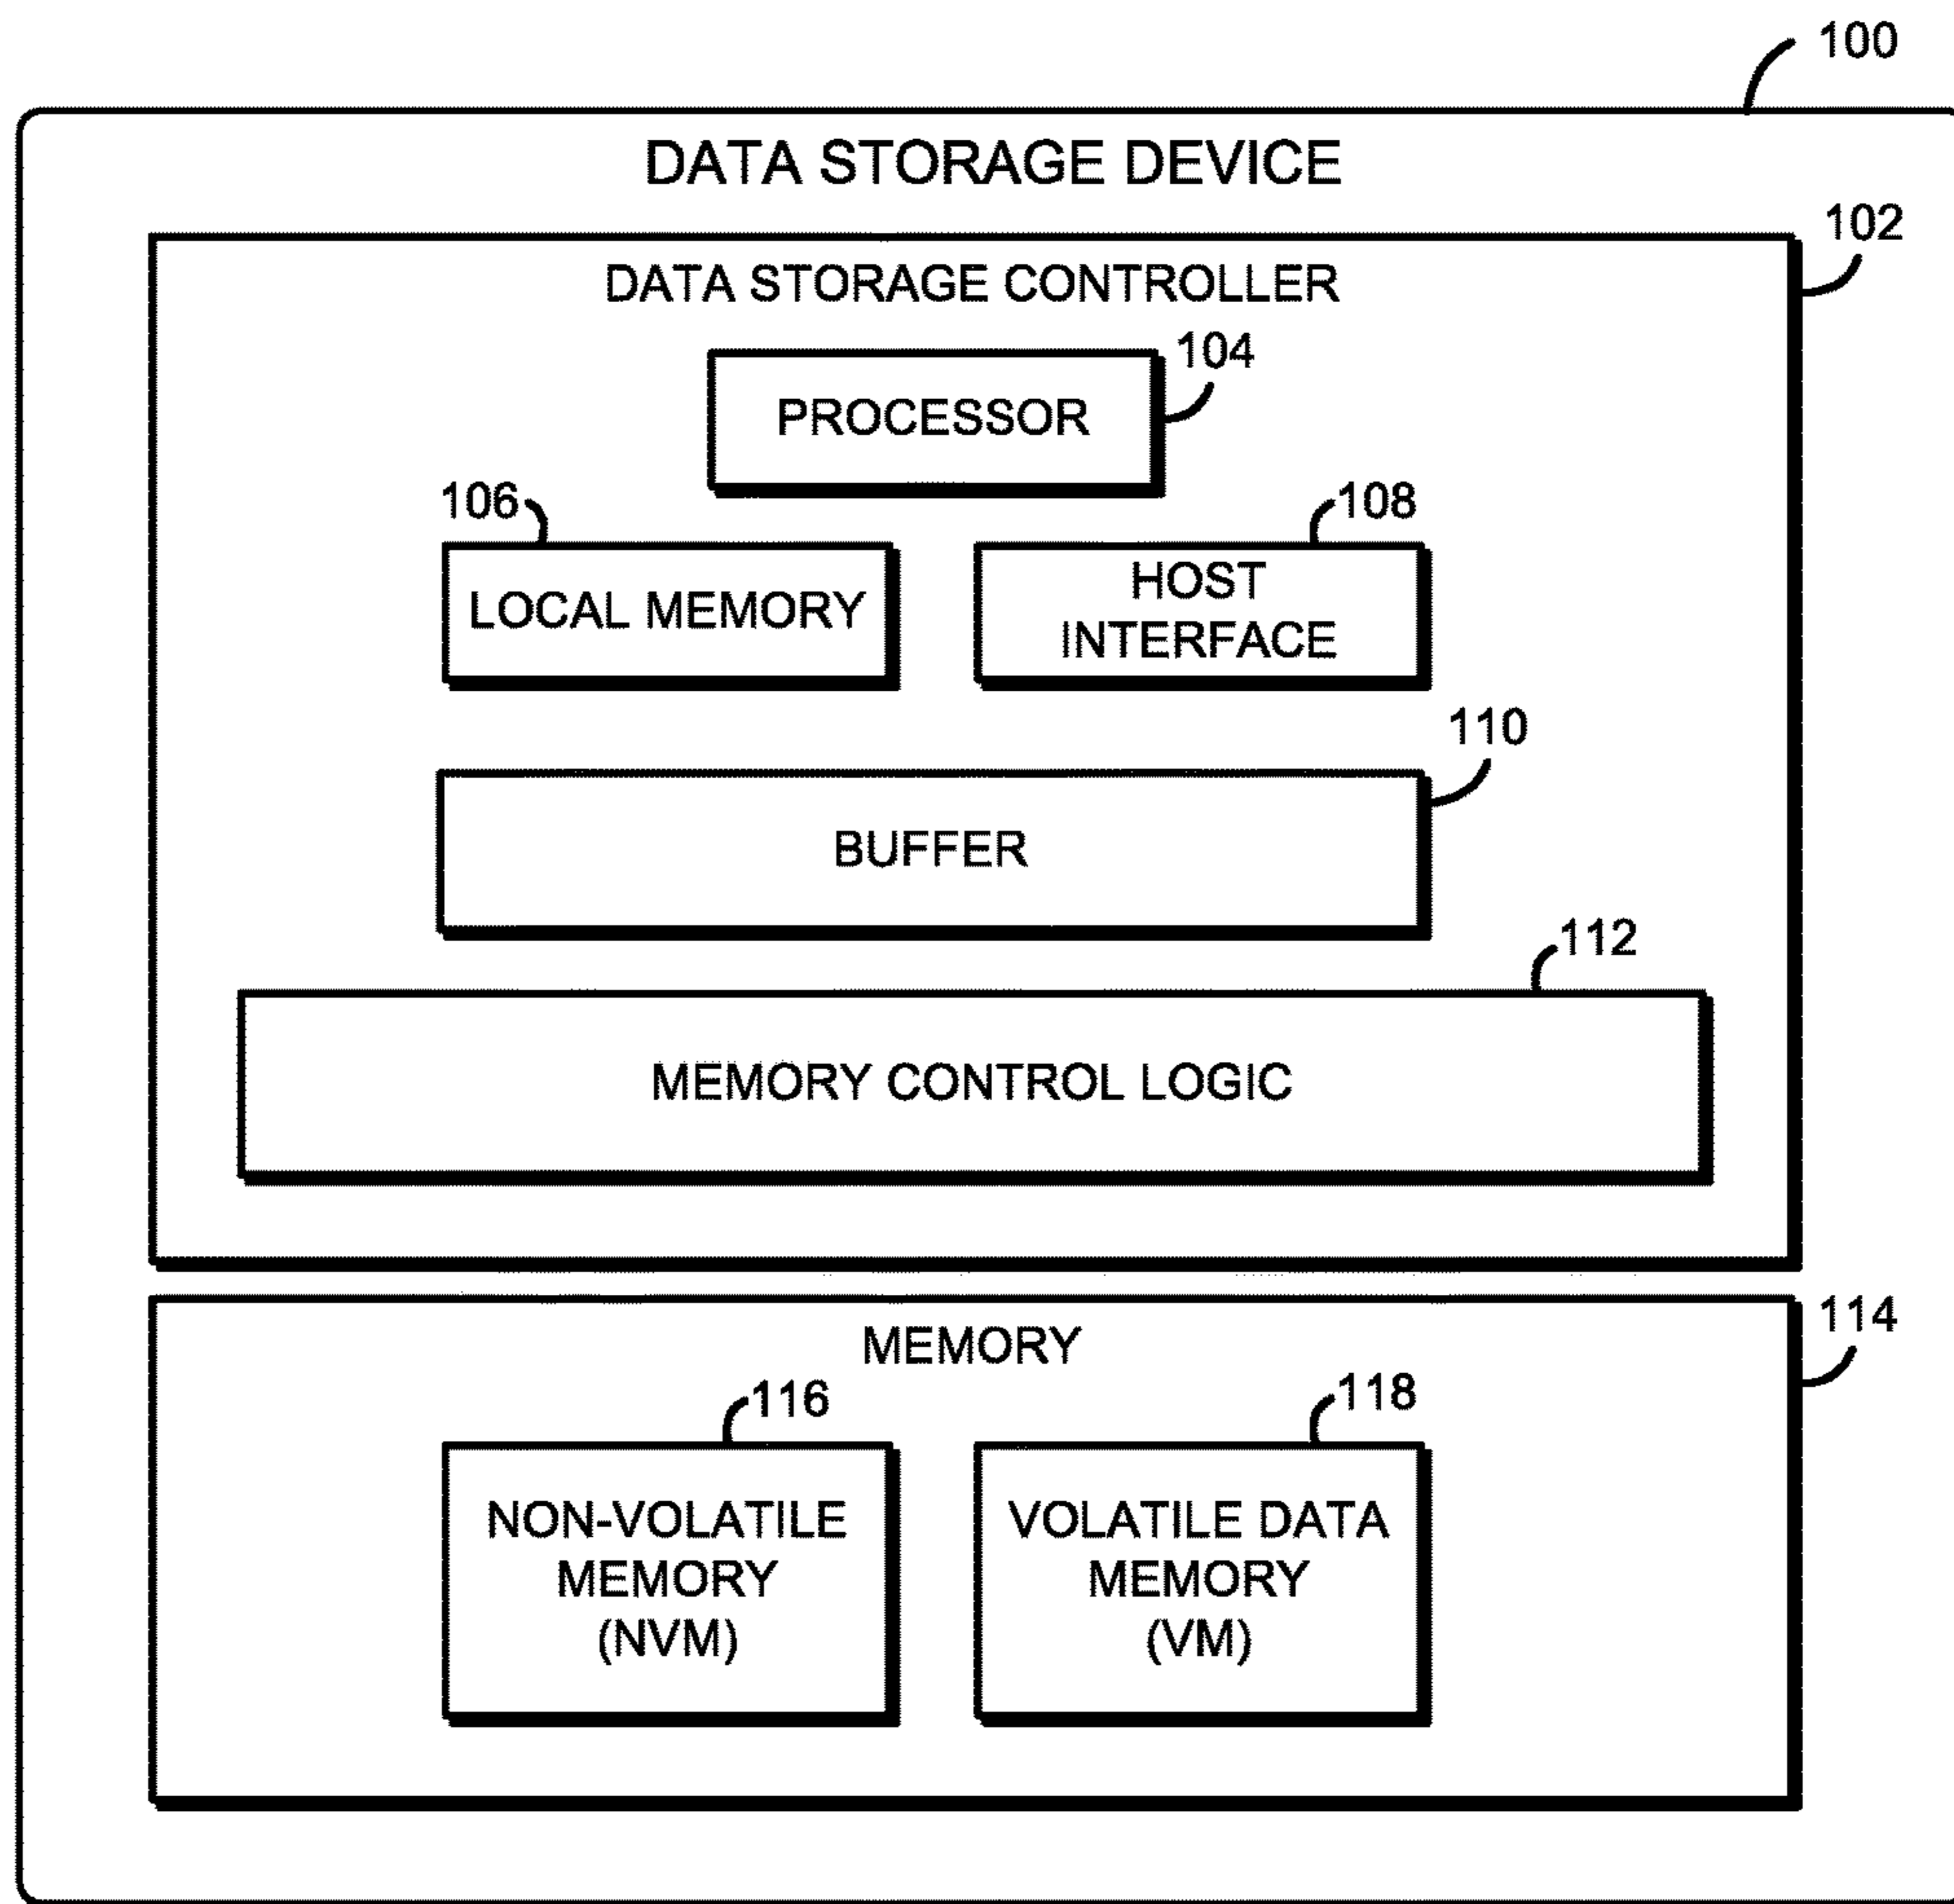 100
DATA STORAGE DEVICE
102
DATA STORAGE CONTROLLER
104
PROCESSOR
106
108
LOCAL MEMORY
HOST
INTERFACE
110
BUFFER
112
MEMORY CONTROL LOGIC
114
MEMORY
116
118
NON-VOLATILE
MEMORY
(NVM)
VOLATILE DATA
MEMORY
(VM)